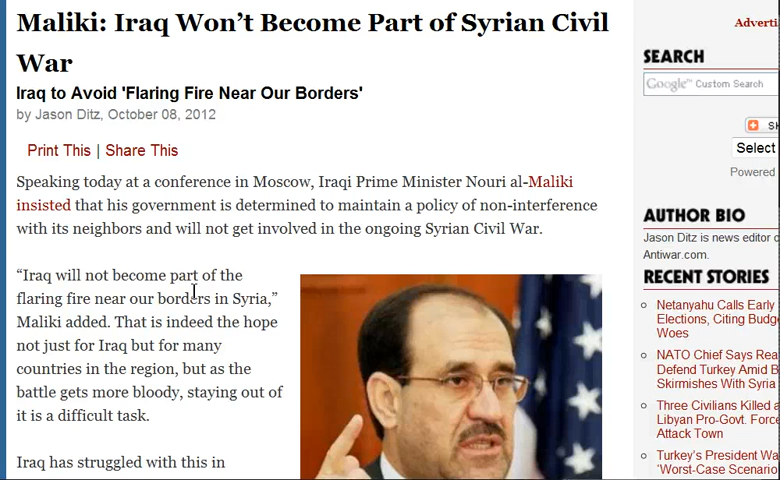 Maliki: Iraq Won’t Become Part of Syrian Civil
War
Iraq to Avoid 'Flaring Fire Near Our Borders'
by Jason Ditz, October 08, 2012
Print This | Share This
Speaking today at a conference in Moscow, Iraqi Prime Minister Nouri al-Maliki
insisted that his government is determined to maintain a policy of non-interference
with its neighbors and will not get involved in the ongoing Syrian Civil War.
“Iraq will not become part of the
flaring fire near our borders in Syria,”
Maliki added. That is indeed the hope
not just for Iraq but for many
countries in the region, but as the
battle gets more bloody, staying out of
it is a difficult task.
Iraq has struggled with this in
Adverti
SEARCH
Google™ Custom Search
Select
Powered
AUTHOR BIO
Jason Ditz is news editor o
Antiwar.com.
RECENT STORIES
Netanyahu Calls Early
Elections, Citing Budg
Woes
NATO Chief Says Rea
Defend Turkey Amid B
Skirmishes With Syria
Three Civilians Killed a
Libyan Pro-Govt. Force
Attack Town
Turkey's President Wa
'Worst-Case Scenario